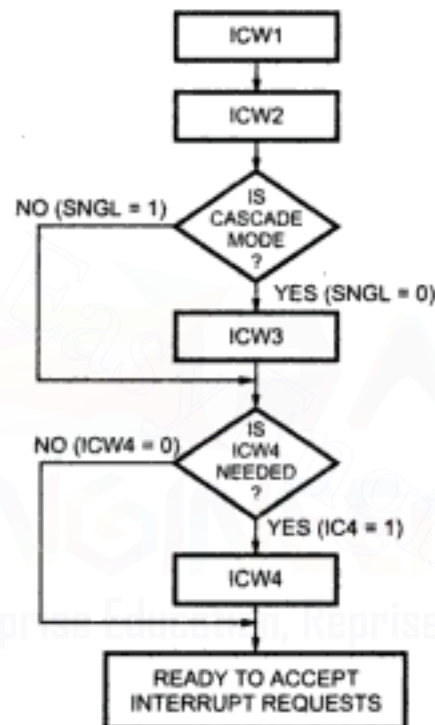 ICW1
ICW2
IS
CASCADE
MODE
?
NO (SNGL = 1)
YES (SNGL = 0)
ICW3
IS
ICW4
NEEDED
?
NO (ICW4 = 0)
YES (IC4 = 1)
ICW4
READY TO ACCEPT
INTERRUPT REQUESTS